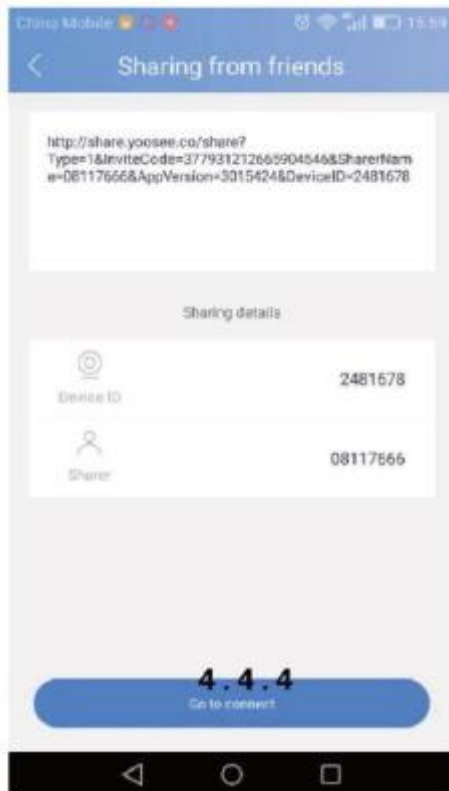 China Mobile 15:59
Sharing from friends
http://share.yoosee.co/share?
Type=1&InviteCode=377931212665904646&SharerNam
e=08117666&AppVersion=3015424&DeviceID=2481678
Sharing details
2481678
Device ID
08117666
Sharer
4.4.4
Go to connect